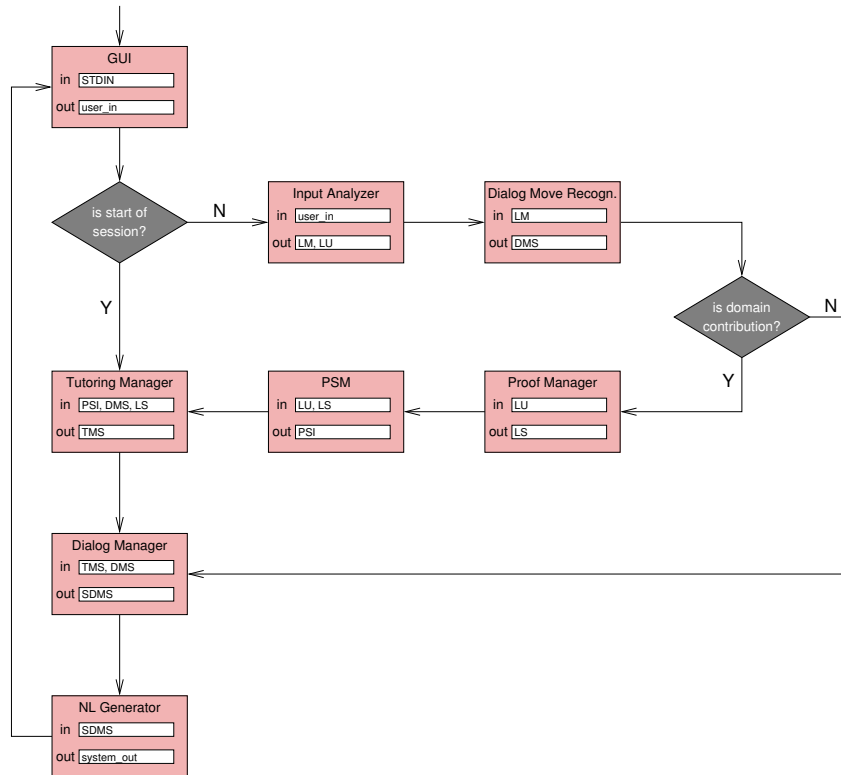 GUI
in STDIN
out user_in
is start of
session?
N
Input Analyzer
in user_in
out LM, LU
Dialog Move Recogn.
in LM
out DMS
is domain
contribution?
N
Y
Y
Tutoring Manager
in PSI, DMS, LS
out TMS
PSM
in LU, LS
out PSI
Proof Manager
in LU
out LS
Dialog Manager
in TMS, DMS
out SDMS
NL Generator
in SDMS
out system_out